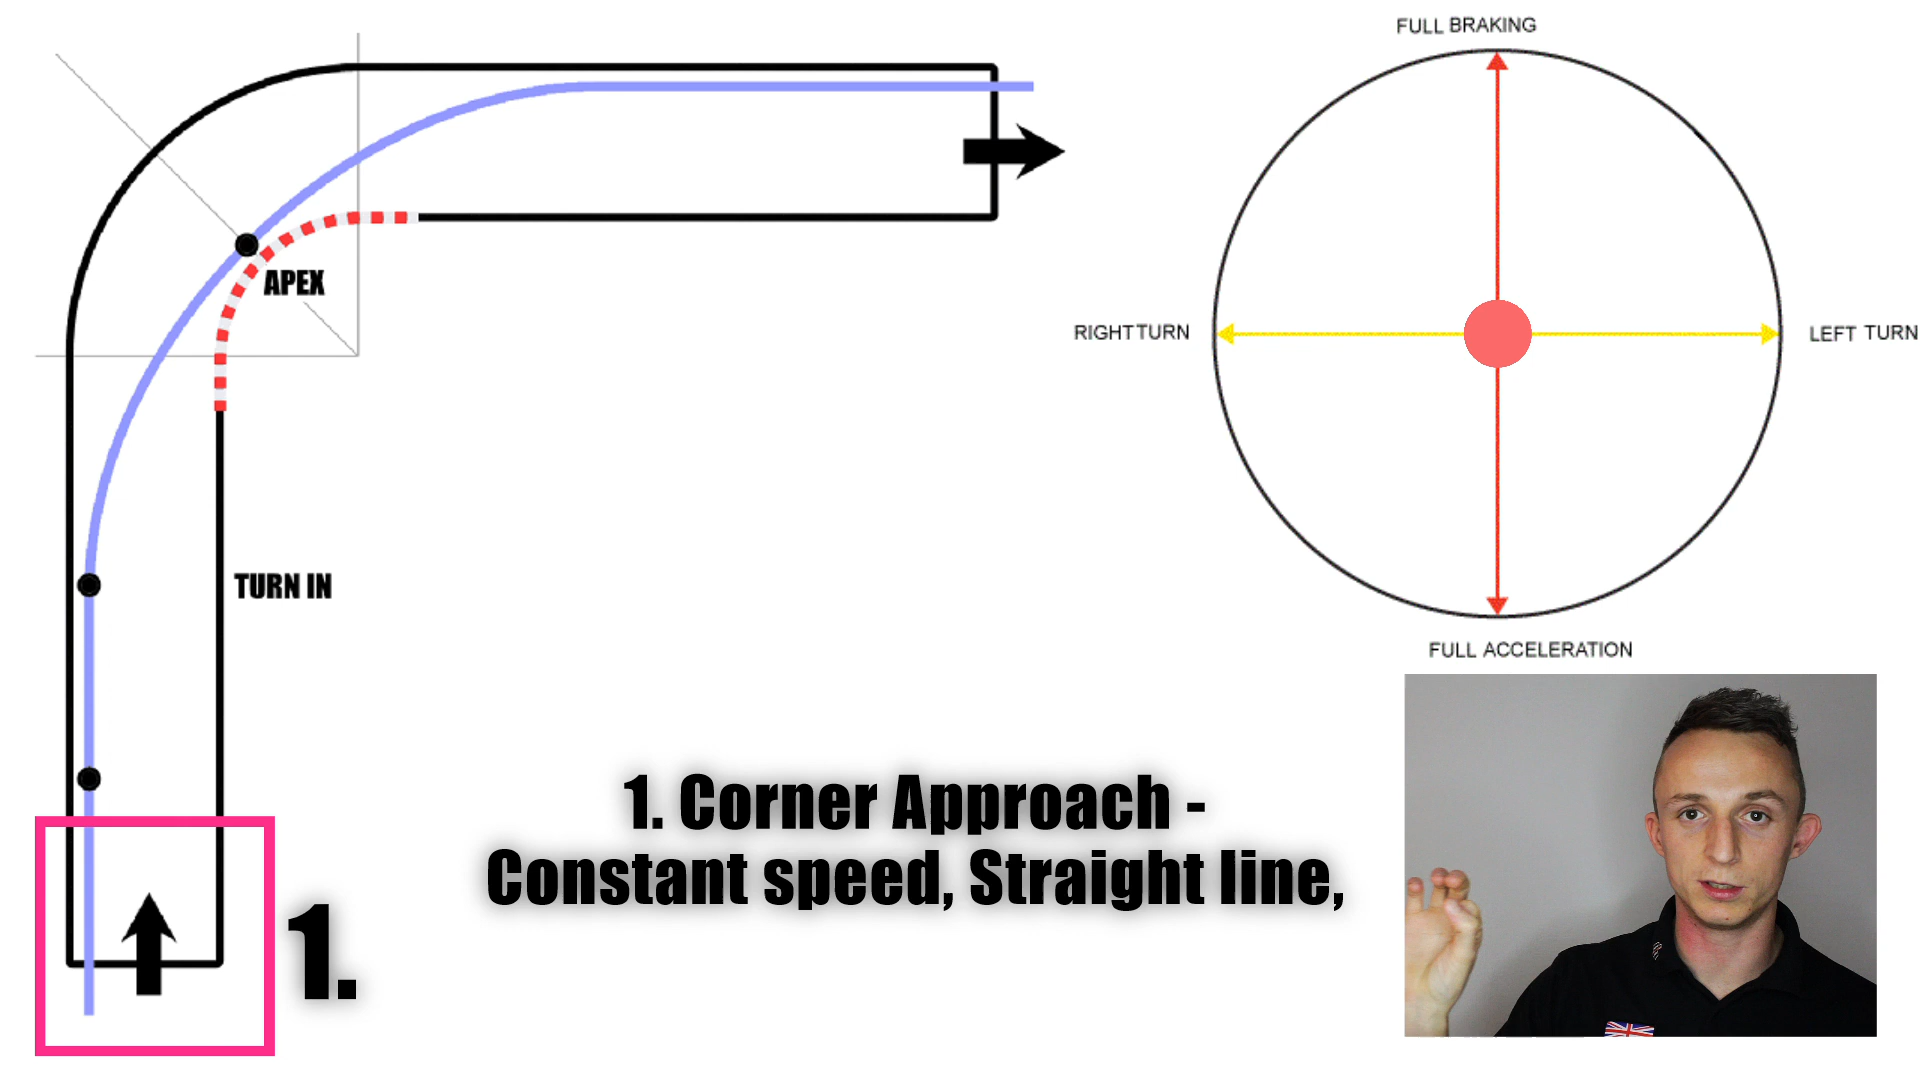 FULL BRAKING
RIGHT TURN
LEFT TURN
FULL ACCELERATION
APEX
TURN IN
1. Corner Approach -
Constant speed, Straight line,
1.